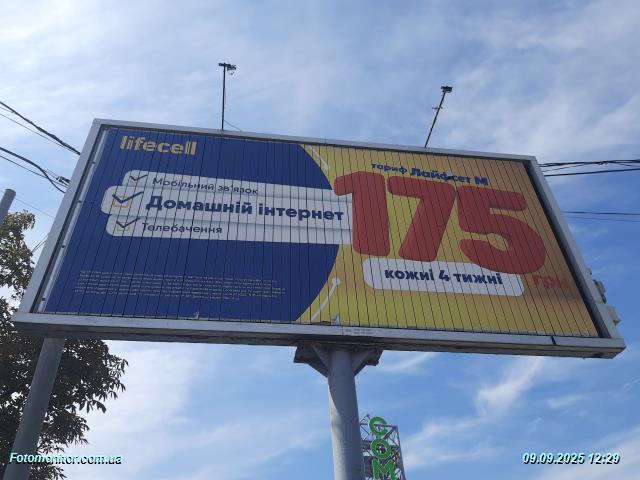 lifecell
Мобільний зв'язок
Домашній інтернет
Телебачення
тариф Лайфсет М
175
грн
кожні 4 тижні
COM
Fotomonitor.com.ua
09.09.2025 12:29